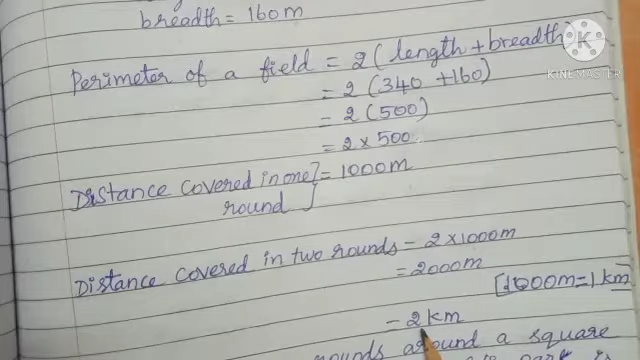 breadth = 160m
Perimeter of a field = 2 (length + breadth)
= 2 (340 + 160)
= 2 (500)
= 2 x 500
Distance covered in one = 1000m
round
Distance covered in two rounds - 2 x 1000m
= 2000m
[1000m = 1 km]
- 2 km
rounds around a square
park is
KINEMASTER